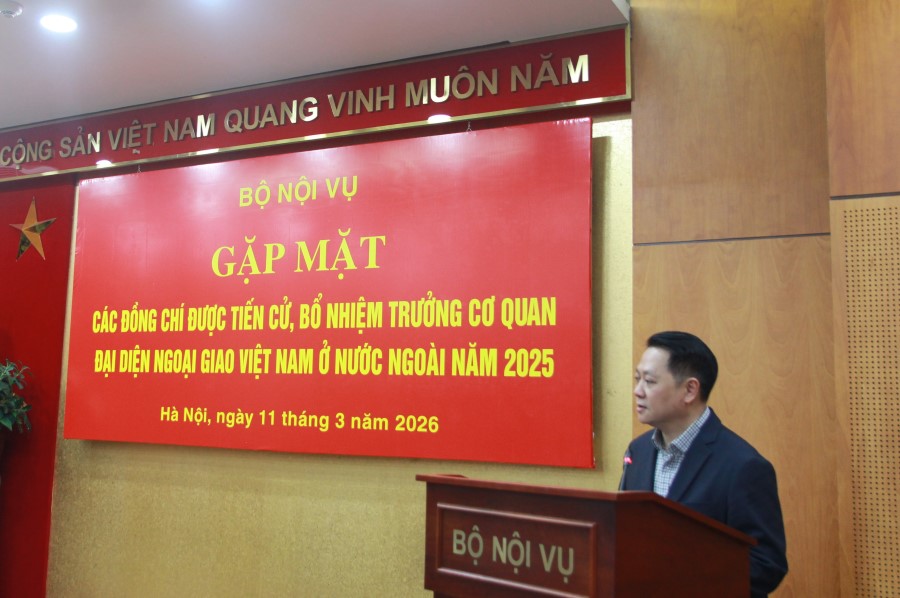 CỘNG SẢN VIỆT NAM QUANG VINH MUÔN NĂM
BỘ NỘI VỤ
GẶP MẶT
CÁC ĐỒNG CHÍ ĐƯỢC TIẾN CỬ, BỔ NHIỆM TRƯỞNG CƠ QUAN
ĐẠI DIỆN NGOẠI GIAO VIỆT NAM Ở NƯỚC NGOÀI NĂM 2025
Hà Nội, ngày 11 tháng 3 năm 2026
BỘ NỘI VỤ